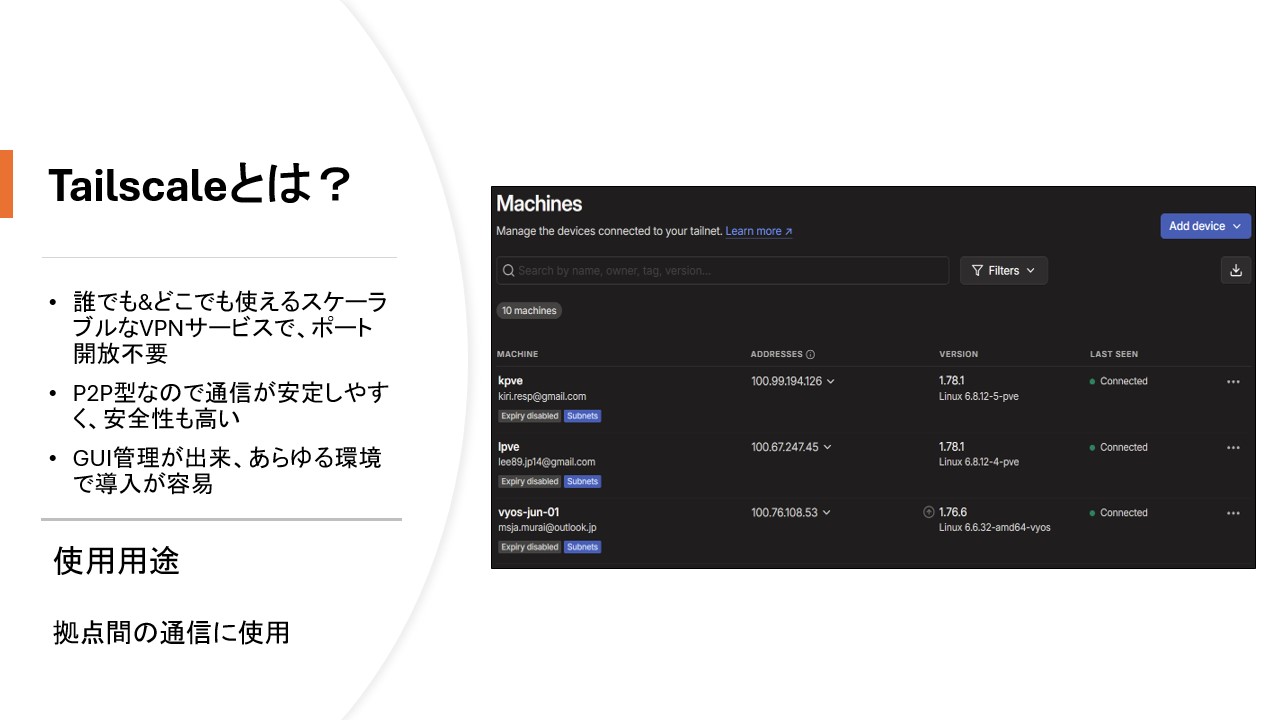 Tailscaleとは？
• 誰でも&どこでも使えるスケーラ
ブルなVPNサービスで、ポート
開放不要
• P2P型なので通信が安定しやす
く、安全性も高い
• GUI管理が出来、あらゆる環境
で導入が容易
使用用途
拠点間の通信に使用
Machines
Manage the devices connected to your tailnet. Learn more ↗
Add device
Search by name, owner, tag, version...
Filters
10 machines
MACHINE ADDRESSES VERSION LAST SEEN
kpve 100.99.194.126 1.78.1 Connected
kiri.resp@gmail.com Linux 6.8.12-5-pve
Expiry disabled Subnets
lpve 100.67.247.45 1.78.1 Connected
lee89.jp14@gmail.com Linux 6.8.12-4-pve
Expiry disabled Subnets
vyos-jun-01 100.76.108.53 1.76.6 Connected
msja.murai@outlook.jp Linux 6.6.32-amd64-vyos
Expiry disabled Subnets